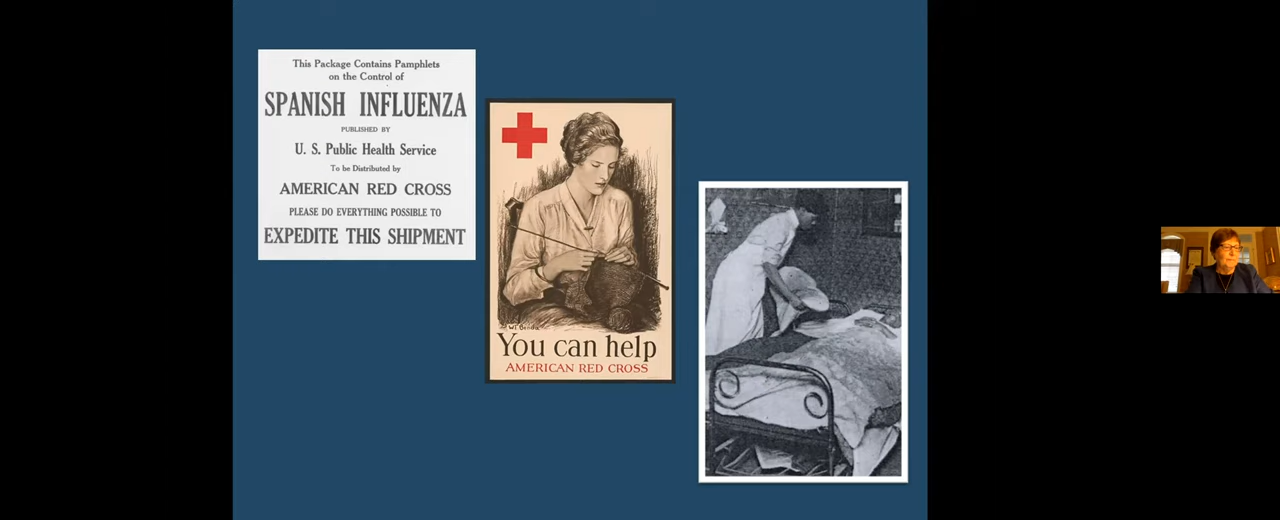 This Package Contains Pamphlets
on the Control of
SPANISH INFLUENZA
PUBLISHED BY
U. S. Public Health Service
To be Distributed by
AMERICAN RED CROSS
PLEASE DO EVERYTHING POSSIBLE TO
EXPEDITE THIS SHIPMENT
You can help
AMERICAN RED CROSS